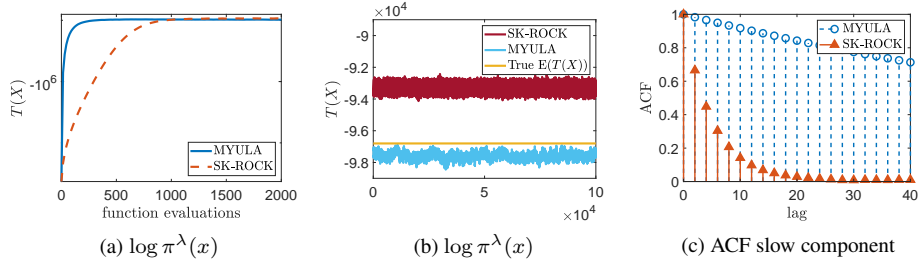 T(X)
-10^6
MYULA
SK-ROCK
0 500 1000 1500 2000
function evaluations
(a) log π^λ(x)
×10^4
T(X)
-9
-9.2
-9.4
-9.6
-9.8
-10
SK-ROCK
MYULA
True E(T(X))
0 5 10
×10^4
(b) log π^λ(x)
ACF
1
0.8
0.6
0.4
0.2
0
MYULA
SK-ROCK
0 10 20 30 40
lag
(c) ACF slow component